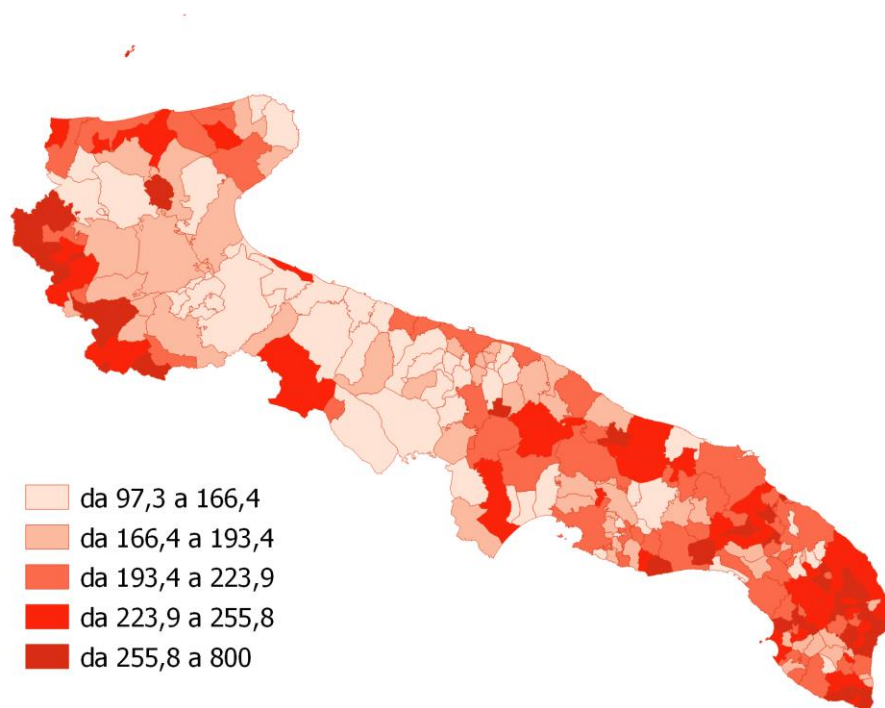 da 97,3 a 166,4
da 166,4 a 193,4
da 193,4 a 223,9
da 223,9 a 255,8
da 255,8 a 800